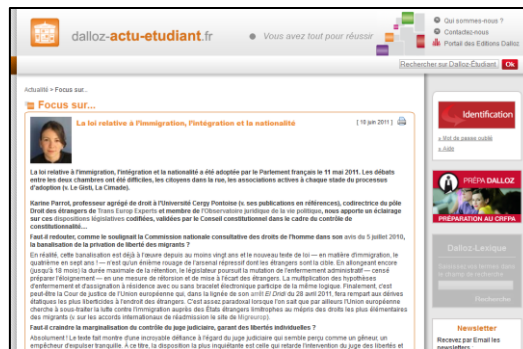 dalloz-actu-etudiant.fr
Vous avez tout pour réussir
Qui sommes-nous ?
Contactez-nous
Portail des Editions Dalloz
Rechercher sur Dalloz-Étudiant
Ok
Actualité > Focus sur...
Focus sur...
La loi relative à l'immigration, l'intégration et la nationalité
[ 10 juin 2011 ]
La loi relative à l'immigration, l'intégration et la nationalité a été adoptée par le Parlement français le 11 mai 2011. Les débats
entre les deux chambres ont été difficiles, les citoyens dans la rue, les associations actives à chaque stade du processus
d'adoption (v. Le Gisti, La Cimade).
Karine Parrot, professeur agrégé de droit à l'Université Cergy Pontoise (v. ses publications en références), codirectrice du pôle
Droit des étrangers de Trans Europ Experts et membre de l'Observatoire juridique de la vie politique, nous apporte un éclairage
sur ces dispositions législatives codifiées, validées par le Conseil constitutionnel dans le cadre du contrôle de
constitutionnalité...
Faut-il redouter, comme le soulignait la Commission nationale consultative des droits de l'homme dans son avis du 5 juillet 2010,
la banalisation de la privation de liberté des migrants ?
En réalité, cette banalisation est déjà à l'œuvre depuis au moins vingt ans et le nouveau texte de loi — en matière d'immigration, le
quatrième en sept ans ! — n'est qu'un énième rouage de l'arsenal répressif dont les étrangers sont la cible. En allongeant encore
(jusqu'à 18 mois) la durée maximale de la rétention, le législateur poursuit la mutation de l'enfermement administratif — censé
préparer l'éloignement — en une mesure de rétorsion et de mise à l'écart des étrangers. La multiplication des hypothèses
d'enfermement et d'assignation à résidence avec ou sans bracelet électronique participe de la même logique. Finalement, c'est
peut-être la Cour de justice de l'Union européenne qui, dans la lignée de son arrêt El Dridi du 28 avril 2011, fera rempart aux dérives
étatiques les plus liberticides à l'endroit des étrangers. C'est assez paradoxal lorsque l'on sait que par ailleurs l'Union européenne
cherche à sous-traiter la lutte contre l'immigration auprès des États étrangers limitrophes au mépris des droits les plus élémentaires
des migrants (v. sur les accords internationaux de réadmission le site de Migreurop).
Faut-il craindre la marginalisation du contrôle du juge judiciaire, garant des libertés individuelles ?
Absolument ! Le texte fait montre d'une incroyable défiance à l'égard du juge judiciaire qui semble perçu comme un gêneur, un
empêcheur d'expulser tranquille. À ce titre, la disposition la plus inquiétante est celle qui retarde l'intervention du juge des libertés et
Identification
» Mot de passe oublié
» Aide
PRÉPA DALLOZ
PRÉPARATION AU CRFPA
Dalloz-Lexique
Recherche
Newsletter
Recevez par Email les
newsletters :